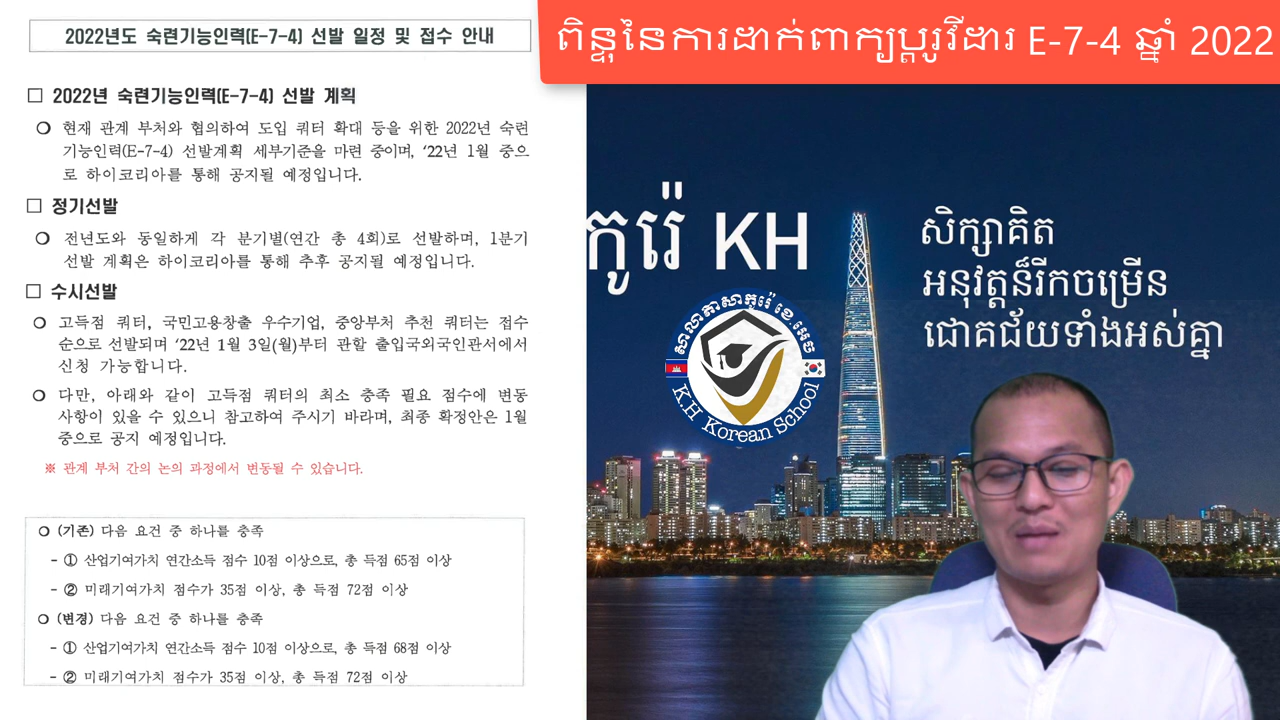 2022년도 숙련기능인력(E-7-4) 선발 일정 및 접수 안내
□ 2022년 숙련기능인력(E-7-4) 선발 계획
❍ 현재 관계 부처와 협의하여 도입 쿼터 확대 등을 위한 2022년 숙련
기능인력(E-7-4) 선발계획 세부기준을 마련 중이며, ‘22년 1월 중으
로 하이코리아를 통해 공지될 예정입니다.
□ 정기선발
❍ 전년도와 동일하게 각 분기별(연간 총 4회)로 선발하며, 1분기
선발 계획은 하이코리아를 통해 추후 공지될 예정입니다.
□ 수시선발
❍ 고득점 쿼터, 국민고용창출 우수기업, 중앙부처 추천 쿼터는 접수
순으로 선발되며 ‘22년 1월 3일(월)부터 관할 출입국외국인관서에서
신청 가능합니다.
❍ 다만, 아래와 같이 고득점 쿼터의 최소 충족 필요 점수에 변동
사항이 있을 수 있으니 참고하여 주시기 바라며, 최종 확정안은 1월
중으로 공지 예정입니다.
※ 관계 부처 간의 논의 과정에서 변동될 수 있습니다.
❍ (기존) 다음 요건 중 하나를 충족
- ① 산업기여가치 연간소득 점수 10점 이상으로, 총 득점 65점 이상
- ② 미래기여가치 점수가 35점 이상, 총 득점 72점 이상
❍ (변경) 다음 요건 중 하나를 충족
- ① 산업기여가치 연간소득 점수 10점 이상으로, 총 득점 68점 이상
- ② 미래기여가치 점수가 35점 이상, 총 득점 72점 이상
ពិន្ទុនៃការដាក់ពាក្យប្តូរវីដារ E-7-4 ឆ្នាំ 2022
កូរ៉េ KH
សិក្សាគិត
អនុវត្តន៏រីកចម្រើន
ជោគជ័យទាំងអស់គ្នា
សាលាភាសាកូរ៉េ ខេ.អេច
K.H Korean School